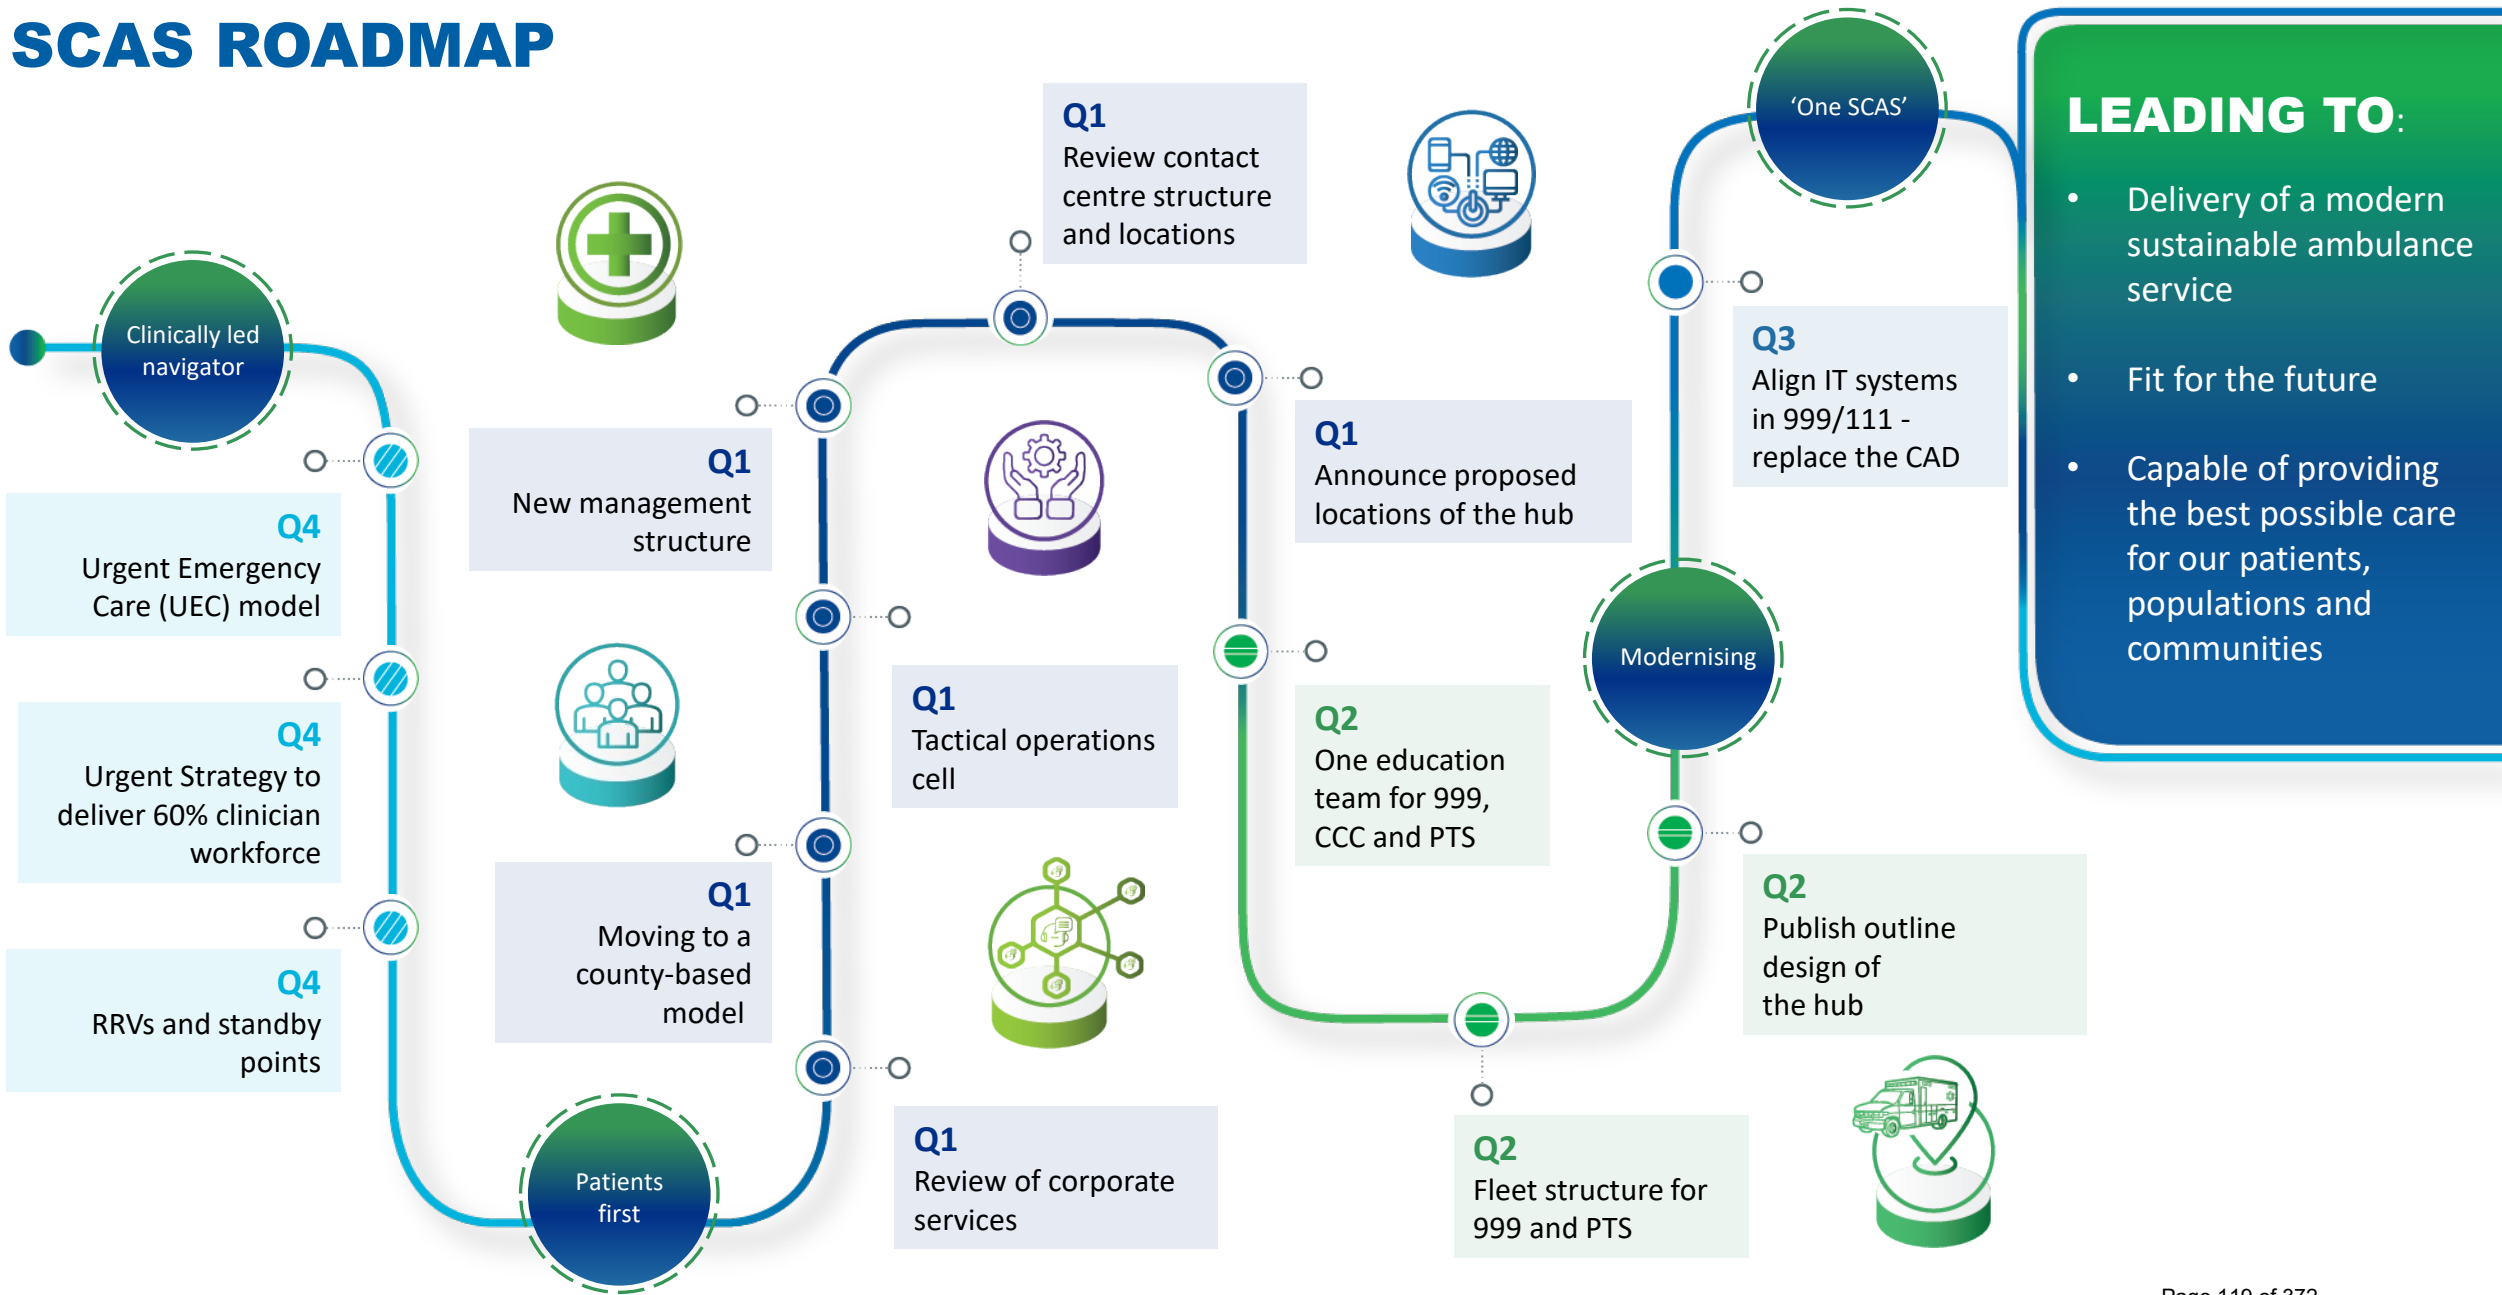 SCAS ROADMAP
Clinically led
navigator
Q4
Urgent Emergency
Care (UEC) model
Q4
Urgent Strategy to
deliver 60% clinician
workforce
Q4
RRVs and standby
points
Patients
first
Q1
Review of corporate
services
Q1
Moving to a
county-based
model
Q1
Tactical operations
cell
Q1
New management
structure
Q1
Review contact
centre structure
and locations
Q1
Announce proposed
locations of the hub
Q2
One education
team for 999,
CCC and PTS
Q2
Fleet structure for
999 and PTS
Q2
Publish outline
design of
the hub
Modernising
Q3
Align IT systems
in 999/111 -
replace the CAD
‘One SCAS’
LEADING TO:
• Delivery of a modern
sustainable ambulance
service
• Fit for the future
• Capable of providing
the best possible care
for our patients,
populations and
communities
Page 119 of 372